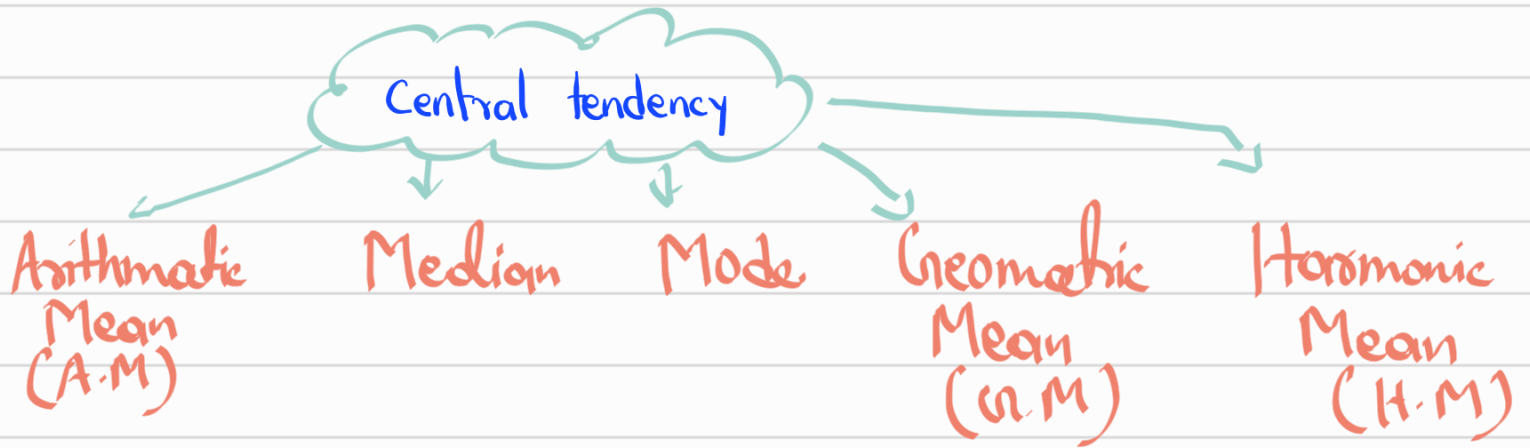 Central tendency
Arithmatic Median Mode Geomatric Harmonic
Mean Mean Mean
(A.M) (G.M) (H.M)